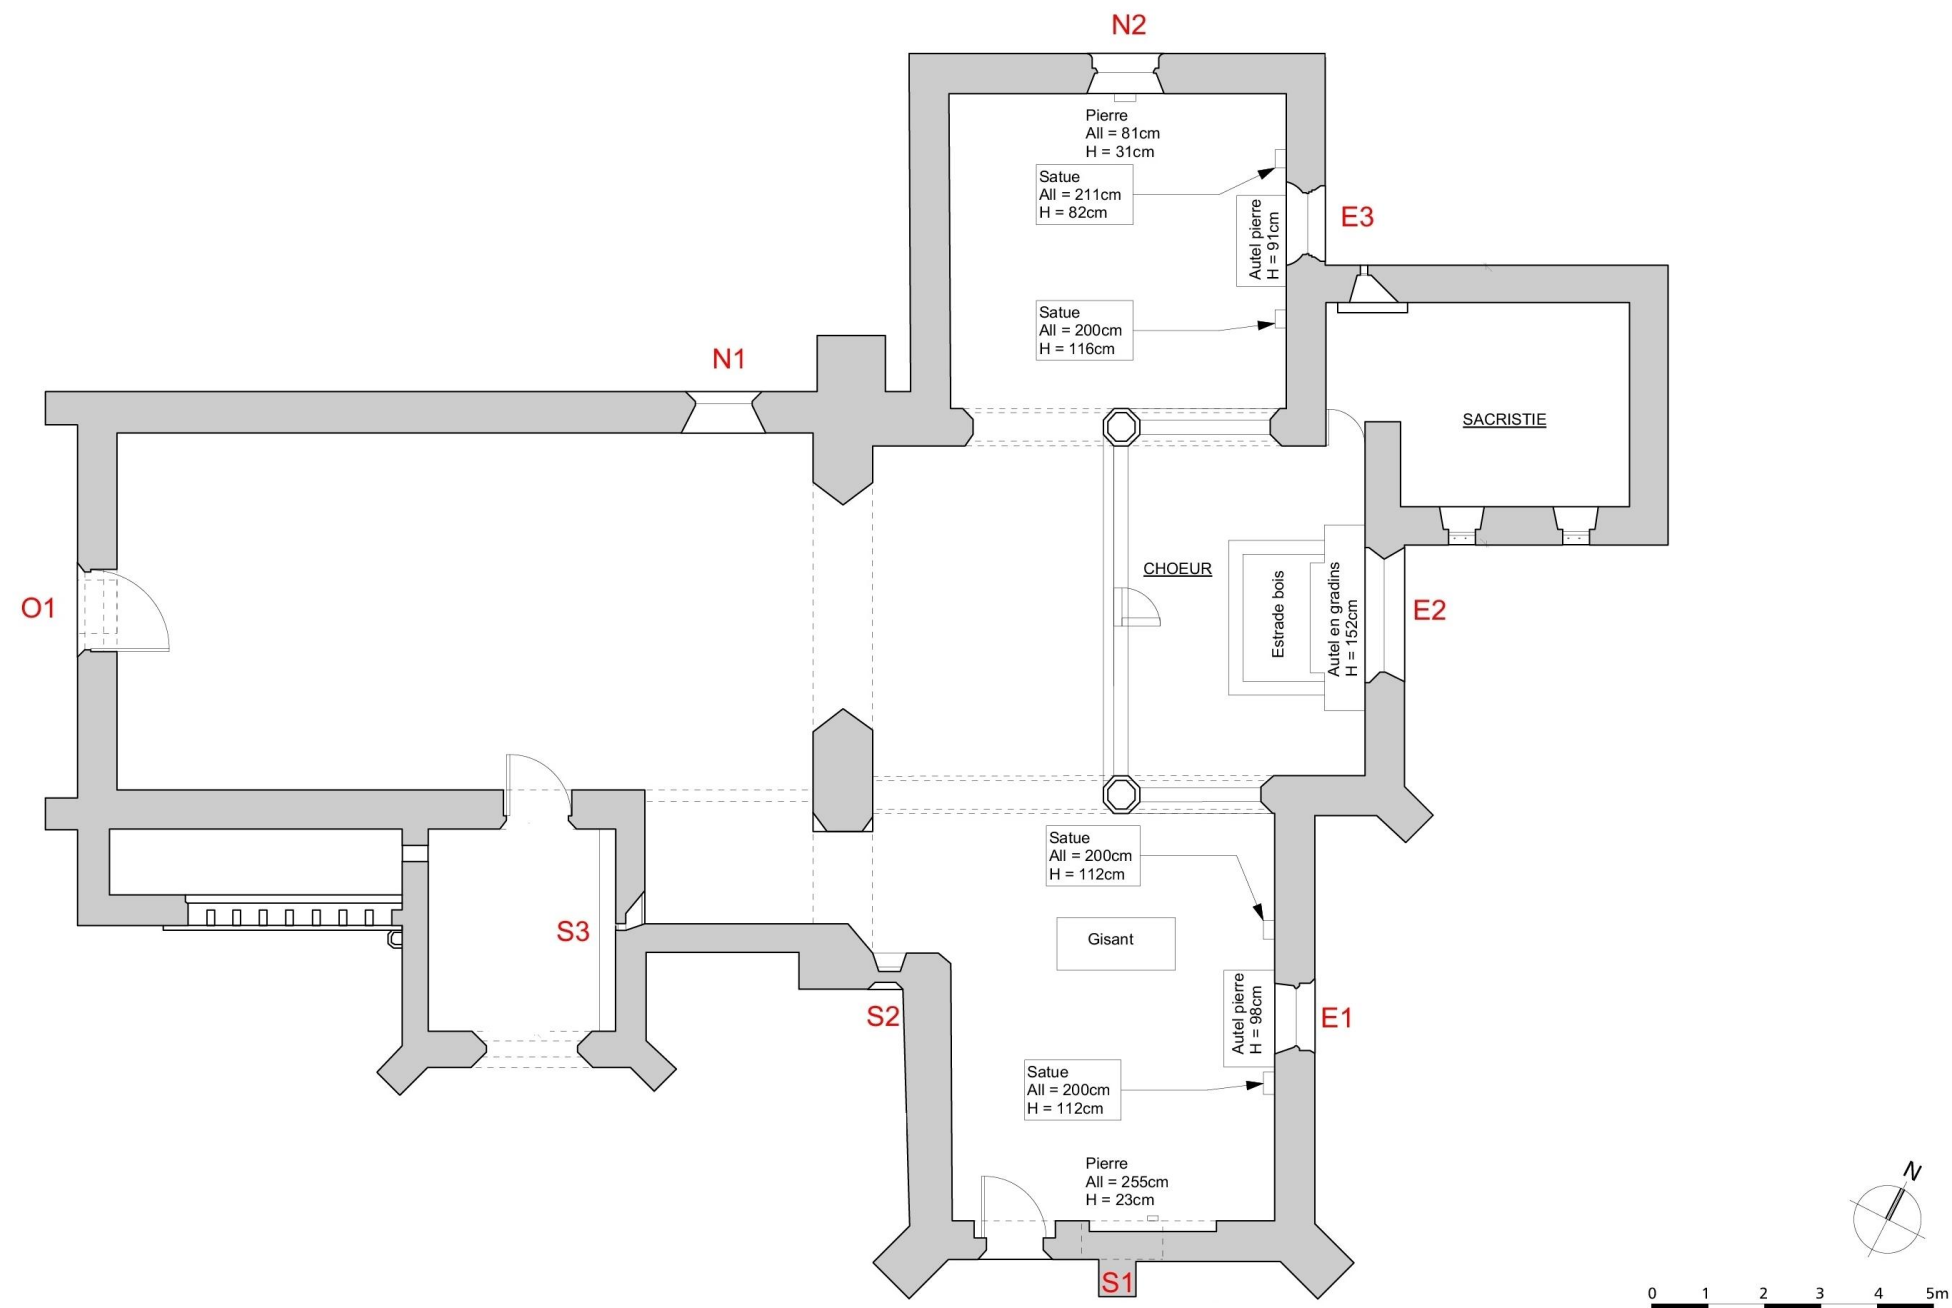 N2
Pierre
All = 81cm
H = 31cm
Satue
All = 211cm
H = 82cm
Autel pierre
H = 91cm
E3
Satue
All = 200cm
H = 116cm
N1
SACRISTIE
O1
CHOEUR
Estrade bois
Autel en gradins
H = 152cm
E2
Satue
All = 200cm
H = 112cm
Gisant
S3
Autel pierre
H = 98cm
S2
E1
Satue
All = 200cm
H = 112cm
Pierre
All = 255cm
H = 23cm
N
S1
0 1 2 3 4 5m